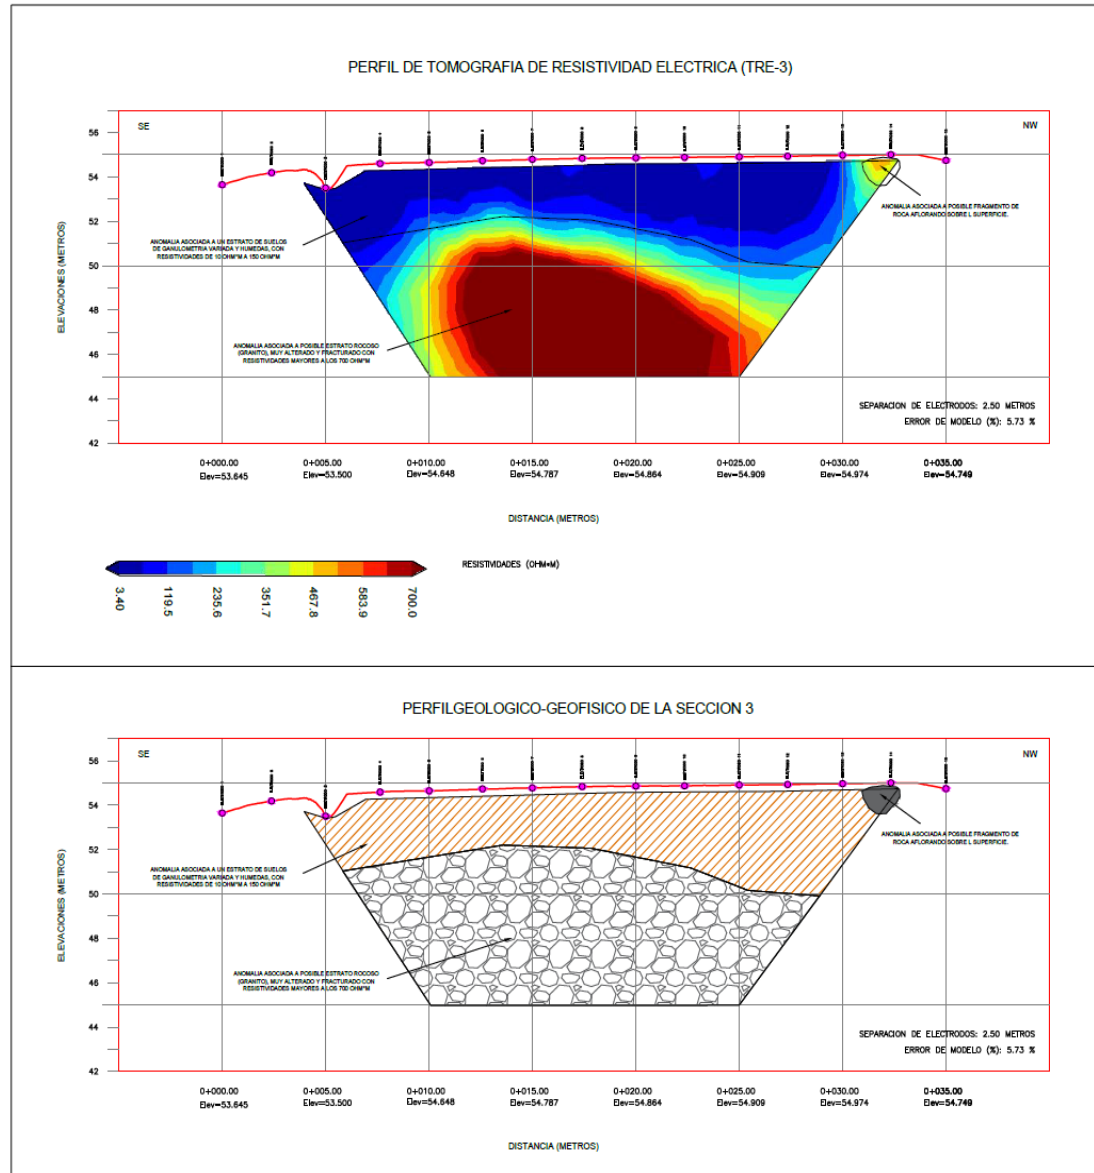 PERFIL DE TOMOGRAFIA DE RESISTIVIDAD ELECTRICA (TRE-3)
SE
NW
56
54
52
50
48
46
44
42
ELEVACIONES (METROS)
ANOMALIA ASOCIADA A POSIBLE FRAGMENTO DE
ROCA AFLORANDO SOBRE L SUPERFICIE.
ANOMALIA ASOCIADA A UN ESTRATO DE SUELOS
DE GANULOMETRIA VARIADA Y HUMEDAS, CON
RESISTIVIDADES DE 10 OHM*M A 150 OHM*M
ANOMALIA ASOCIADA A POSIBLE ESTRATO ROCOSO
(GRANITO), MUY ALTERADO Y FRACTURADO CON
RESISTIVIDADES MAYORES A LOS 700 OHM*M
SEPARACION DE ELECTRODOS: 2.50 METROS
ERROR DE MODELO (%): 5.73 %
0+000.00 0+005.00 0+010.00 0+015.00 0+020.00 0+025.00 0+030.00 0+035.00
Elev=53.645 Elev=53.500 Elev=54.648 Elev=54.787 Elev=54.864 Elev=54.909 Elev=54.974 Elev=54.749
DISTANCIA (METROS)
RESISTIVIDADES (OHM*M)
3.40 119.5 235.6 351.7 467.8 583.9 700.0
PERFILGEOLOGICO-GEOFISICO DE LA SECCION 3
SE
NW
56
54
52
50
48
46
44
42
ELEVACIONES (METROS)
ANOMALIA ASOCIADA A POSIBLE FRAGMENTO DE
ROCA AFLORANDO SOBRE L SUPERFICIE.
ANOMALIA ASOCIADA A UN ESTRATO DE SUELOS
DE GANULOMETRIA VARIADA Y HUMEDAS, CON
RESISTIVIDADES DE 10 OHM*M A 150 OHM*M
ANOMALIA ASOCIADA A POSIBLE ESTRATO ROCOSO
(GRANITO), MUY ALTERADO Y FRACTURADO CON
RESISTIVIDADES MAYORES A LOS 700 OHM*M
SEPARACION DE ELECTRODOS: 2.50 METROS
ERROR DE MODELO (%): 5.73 %
0+000.00 0+005.00 0+010.00 0+015.00 0+020.00 0+025.00 0+030.00 0+035.00
Elev=53.645 Elev=53.500 Elev=54.648 Elev=54.787 Elev=54.864 Elev=54.909 Elev=54.974 Elev=54.749
DISTANCIA (METROS)